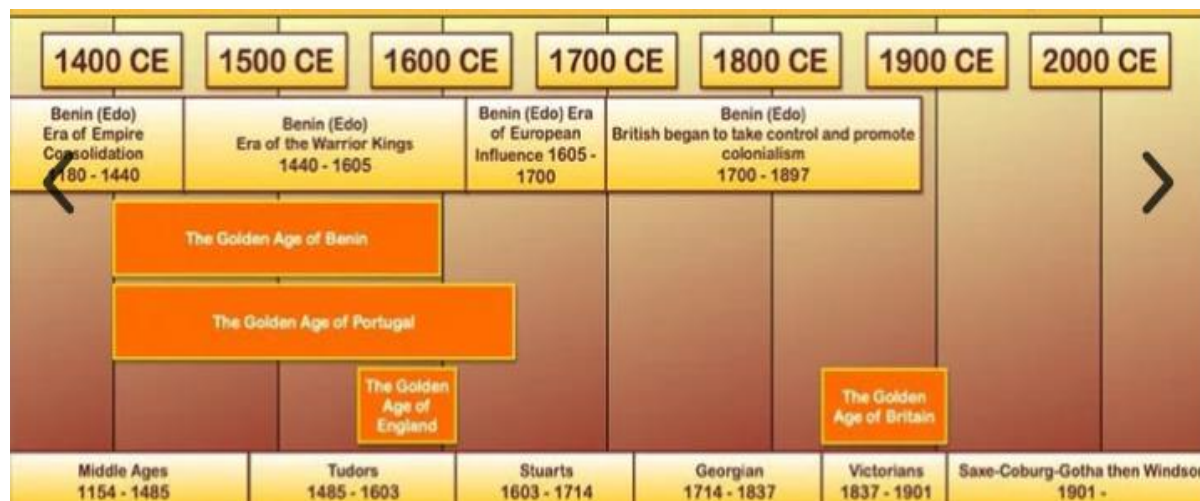 1400 CE
1500 CE
1600 CE
1700 CE
1800 CE
1900 CE
2000 CE
Benin (Edo)
Era of Empire
Consolidation
1180 - 1440
Benin (Edo)
Era of the Warrior Kings
1440 - 1605
Benin (Edo) Era
of European
Influence 1605 -
1700
Benin (Edo)
British began to take control and promote
colonialism
1700 - 1897
The Golden Age of Benin
The Golden Age of Portugal
The Golden
Age of
England
The Golden
Age of Britain
Middle Ages
1154 - 1485
Tudors
1485 - 1603
Stuarts
1603 - 1714
Georgian
1714 - 1837
Victorians
1837 - 1901
Saxe-Coburg-Gotha then Windsor
1901 -